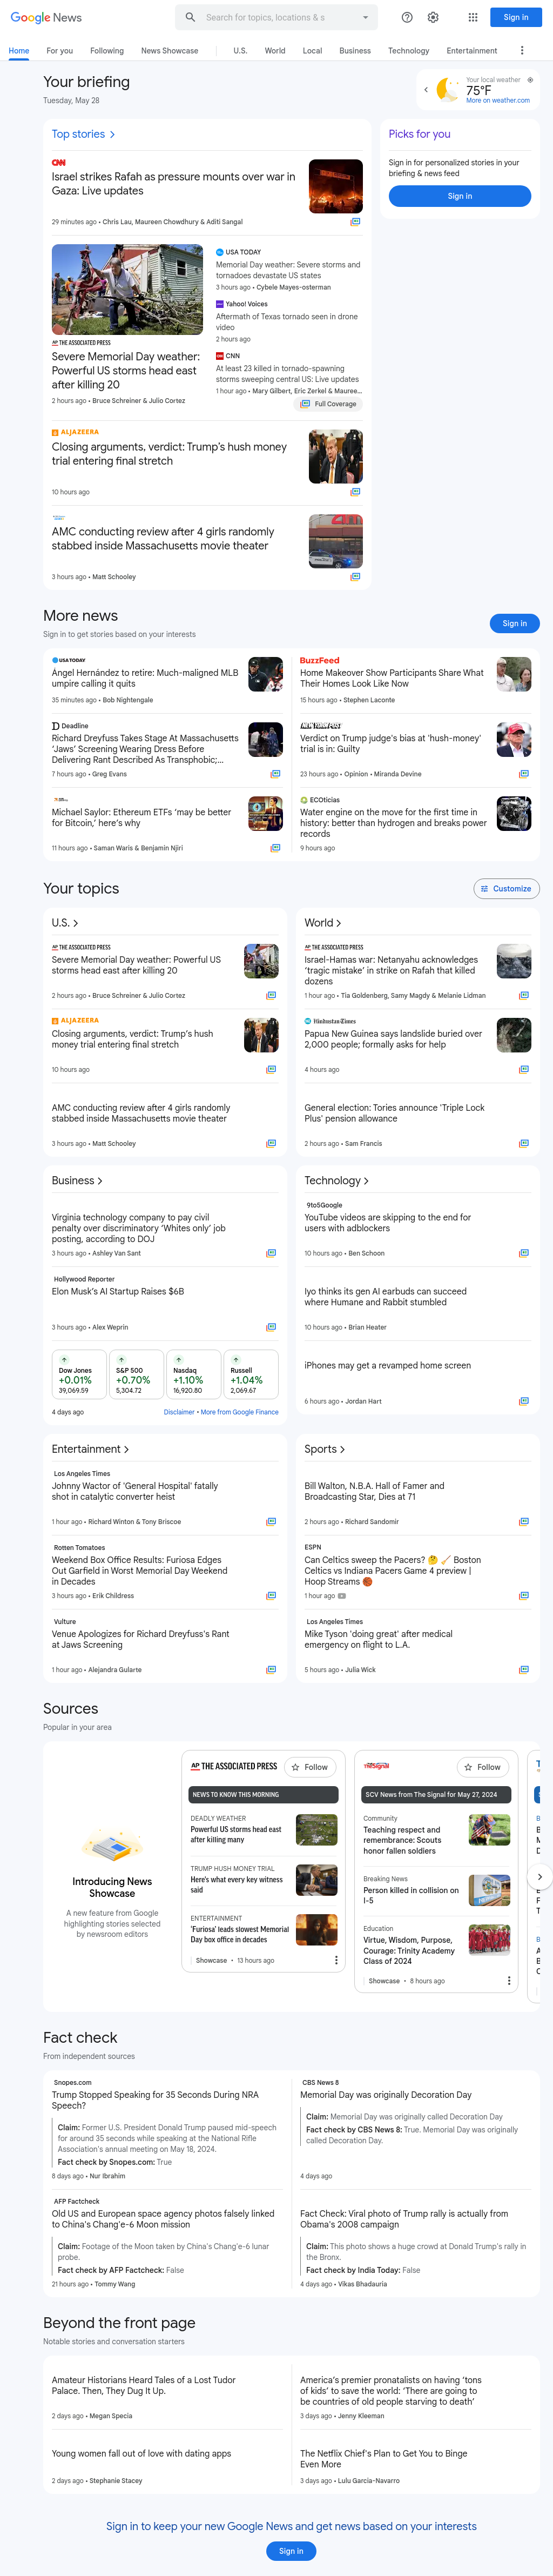 Google News
Search for topics, locations & s
Sign in
Home
For you
Following
News Showcase
U.S.
World
Local
Business
Technology
Entertainment
Your briefing
Tuesday, May 28
Your local weather
75°F
More on weather.com
Top stories
CNN
Israel strikes Rafah as pressure mounts over war in
Gaza: Live updates
29 minutes ago • Chris Lau, Maureen Chowdhury & Aditi Sangal
AP THE ASSOCIATED PRESS
Severe Memorial Day weather:
Powerful US storms head east
after killing 20
2 hours ago • Bruce Schreiner & Julio Cortez
USA TODAY
Memorial Day weather: Severe storms and
tornadoes devastate US states
3 hours ago • Cybele Mayes-osterman
Yahoo! Voices
Aftermath of Texas tornado seen in drone
video
2 hours ago
CNN
At least 23 killed in tornado-spawning
storms sweeping central US: Live updates
1 hour ago • Mary Gilbert, Eric Zerkel & Mauree...
Full Coverage
ALJAZEERA
Closing arguments, verdict: Trump's hush money
trial entering final stretch
10 hours ago
AMC conducting review after 4 girls randomly
stabbed inside Massachusetts movie theater
3 hours ago • Matt Schooley
Picks for you
Sign in for personalized stories in your
briefing & news feed
Sign in
More news
Sign in to get stories based on your interests
Sign in
USA TODAY
Ángel Hernández to retire: Much-maligned MLB
umpire calling it quits
35 minutes ago • Bob Nightengale
BuzzFeed
Home Makeover Show Participants Share What
Their Homes Look Like Now
15 hours ago • Stephen Laconte
Deadline
Richard Dreyfuss Takes Stage At Massachusetts
'Jaws' Screening Wearing Dress Before
Delivering Rant Described As Transphobic;...
7 hours ago • Greg Evans
NEW YORK POST
Verdict on Trump judge's bias at 'hush-money'
trial is in: Guilty
23 hours ago • Opinion • Miranda Devine
Michael Saylor: Ethereum ETFs 'may be better
for Bitcoin,' here's why
11 hours ago • Saman Waris & Benjamin Njiri
ECOticias
Water engine on the move for the first time in
history: better than hydrogen and breaks power
records
9 hours ago
Your topics
Customize
U.S.
AP THE ASSOCIATED PRESS
Severe Memorial Day weather: Powerful US
storms head east after killing 20
2 hours ago • Bruce Schreiner & Julio Cortez
ALJAZEERA
Closing arguments, verdict: Trump's hush
money trial entering final stretch
10 hours ago
AMC conducting review after 4 girls randomly
stabbed inside Massachusetts movie theater
3 hours ago • Matt Schooley
World
AP THE ASSOCIATED PRESS
Israel-Hamas war: Netanyahu acknowledges
'tragic mistake' in strike on Rafah that killed
dozens
1 hour ago • Tia Goldenberg, Samy Magdy & Melanie Lidman
Hindustan Times
Papua New Guinea says landslide buried over
2,000 people; formally asks for help
4 hours ago
General election: Tories announce 'Triple Lock
Plus' pension allowance
2 hours ago • Sam Francis
Business
Virginia technology company to pay civil
penalty over discriminatory 'Whites only' job
posting, according to DOJ
3 hours ago • Ashley Van Sant
Hollywood Reporter
Elon Musk's AI Startup Raises $6B
3 hours ago • Alex Weprin
Dow Jones
+0.01%
39,069.59
S&P 500
+0.70%
5,304.72
Nasdaq
+1.10%
16,920.80
Russell
+1.04%
2,069.67
4 days ago
Disclaimer • More from Google Finance
Technology
9to5Google
YouTube videos are skipping to the end for
users with adblockers
10 hours ago • Ben Schoon
Iyo thinks its gen AI earbuds can succeed
where Humane and Rabbit stumbled
10 hours ago • Brian Heater
iPhones may get a revamped home screen
6 hours ago • Jordan Hart
Entertainment
Los Angeles Times
Johnny Wactor of 'General Hospital' fatally
shot in catalytic converter heist
1 hour ago • Richard Winton & Tony Briscoe
Rotten Tomatoes
Weekend Box Office Results: Furiosa Edges
Out Garfield in Worst Memorial Day Weekend
in Decades
3 hours ago • Erik Childress
Vulture
Venue Apologizes for Richard Dreyfuss's Rant
at Jaws Screening
1 hour ago • Alejandra Gularte
Sports
Bill Walton, N.B.A. Hall of Famer and
Broadcasting Star, Dies at 71
2 hours ago • Richard Sandomir
ESPN
Can Celtics sweep the Pacers? 🤔 🧹 Boston
Celtics vs Indiana Pacers Game 4 preview |
Hoop Streams 🏀
1 hour ago
Los Angeles Times
Mike Tyson 'doing great' after medical
emergency on flight to L.A.
5 hours ago • Julia Wick
Sources
Popular in your area
Introducing News
Showcase
A new feature from Google
highlighting stories selected
by newsroom editors
AP THE ASSOCIATED PRESS
Follow
NEWS TO KNOW THIS MORNING
DEADLY WEATHER
Powerful US storms head east
after killing many
TRUMP HUSH MONEY TRIAL
Here's what every key witness
said
ENTERTAINMENT
'Furiosa' leads slowest Memorial
Day box office in decades
Showcase • 13 hours ago
The Signal
Follow
SCV News from The Signal for May 27, 2024
Community
Teaching respect and
remembrance: Scouts
honor fallen soldiers
Breaking News
Person killed in collision on
I-5
Education
Virtue, Wisdom, Purpose,
Courage: Trinity Academy
Class of 2024
Showcase • 8 hours ago
Fact check
From independent sources
Snopes.com
Trump Stopped Speaking for 35 Seconds During NRA
Speech?
Claim: Former U.S. President Donald Trump paused mid-speech
for around 35 seconds while speaking at the National Rifle
Association's annual meeting on May 18, 2024.
Fact check by Snopes.com: True
8 days ago • Nur Ibrahim
CBS News 8
Memorial Day was originally Decoration Day
Claim: Memorial Day was originally called Decoration Day
Fact check by CBS News 8: True. Memorial Day was originally
called Decoration Day.
4 days ago
AFP Factcheck
Old US and European space agency photos falsely linked
to China's Chang'e-6 Moon mission
Claim: Footage of the Moon taken by China's Chang'e-6 lunar
probe.
Fact check by AFP Factcheck: False
21 hours ago • Tommy Wang
Fact Check: Viral photo of Trump rally is actually from
Obama's 2008 campaign
Claim: This photo shows a huge crowd at Donald Trump's rally in
the Bronx.
Fact check by India Today: False
4 days ago • Vikas Bhadauria
Beyond the front page
Notable stories and conversation starters
Amateur Historians Heard Tales of a Lost Tudor
Palace. Then, They Dug It Up.
2 days ago • Megan Specia
America's premier pronatalists on having 'tons
of kids' to save the world: 'There are going to
be countries of old people starving to death'
3 days ago • Jenny Kleeman
Young women fall out of love with dating apps
2 days ago • Stephanie Stacey
The Netflix Chief's Plan to Get You to Binge
Even More
3 days ago • Lulu Garcia-Navarro
Sign in to keep your new Google News and get news based on your interests
Sign in